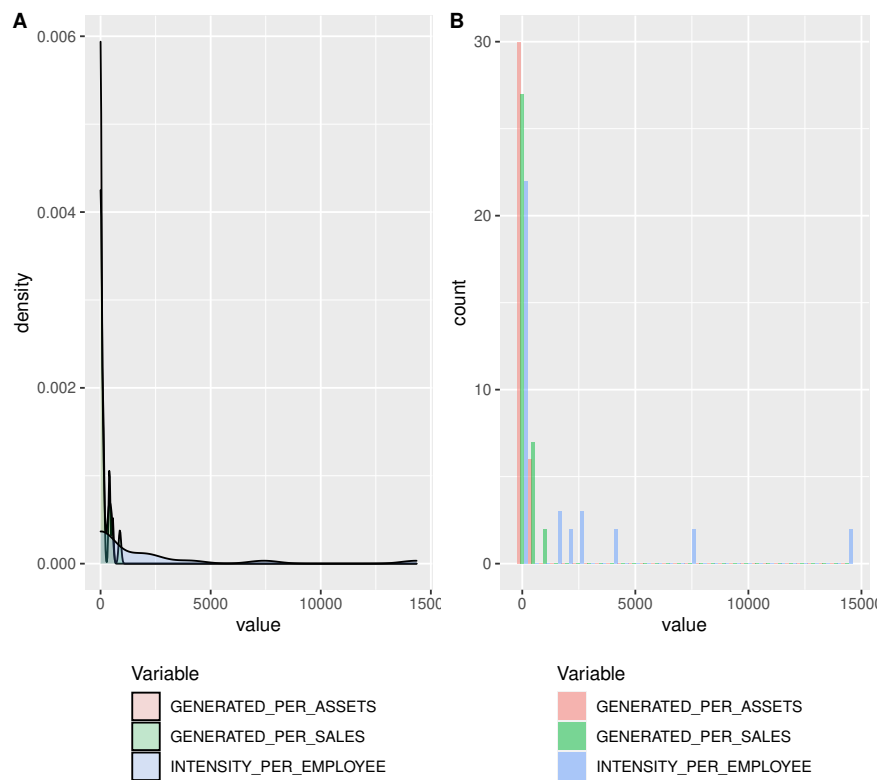 A
0.006
0.004
0.002
0.000
density
0
5000
10000
1500
value
Variable
GENERATED_PER_ASSETS
GENERATED_PER_SALES
INTENSITY_PER_EMPLOYEE
B
30
20
10
0
count
0
5000
10000
15000
value
Variable
GENERATED_PER_ASSETS
GENERATED_PER_SALES
INTENSITY_PER_EMPLOYEE